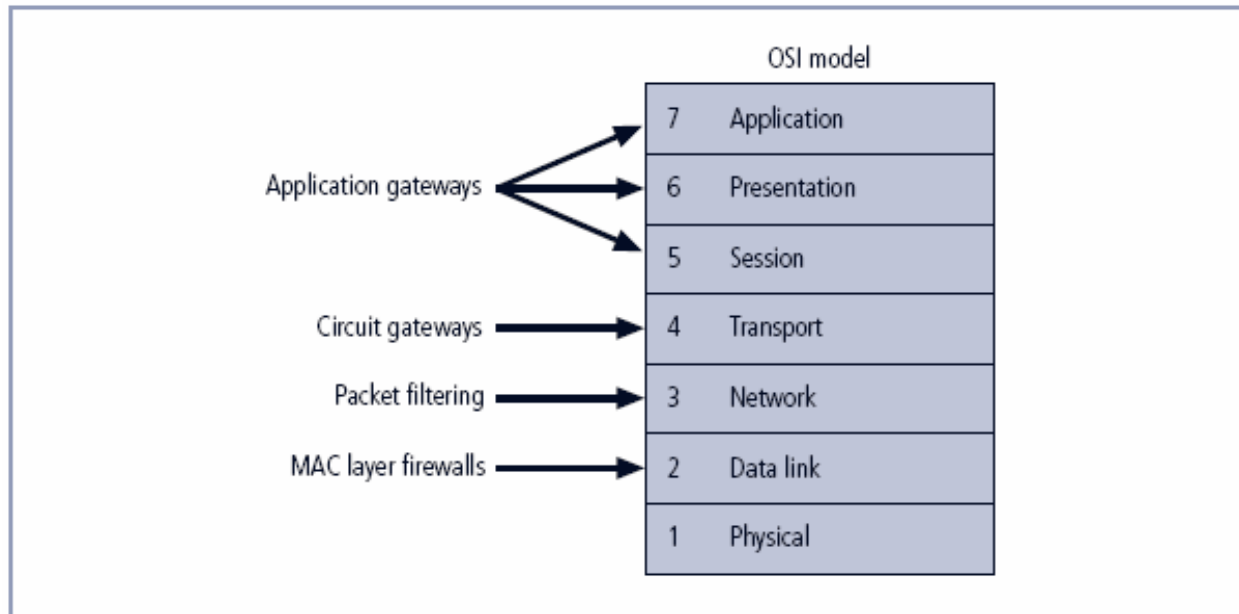 OSI model
7 Application
Application gateways
6 Presentation
5 Session
Circuit gateways
4 Transport
Packet filtering
3 Network
MAC layer firewalls
2 Data link
1 Physical